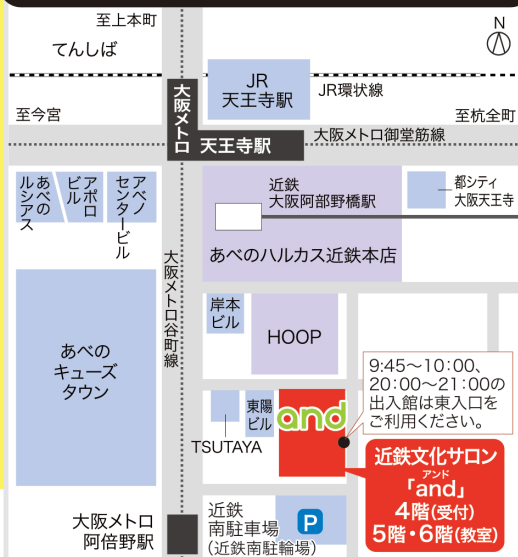 至上本町
てんしば
N
JR
天王寺駅
JR環状線
至今宮
至杭全町
大阪メトロ
天王寺駅
大阪メトロ御堂筋線
あべの
ルシアス
アポロ
ビル
アベノ
センタービル
近鉄
大阪阿部野橋駅
都シティ
大阪天王寺
あべのハルカス近鉄本店
大阪メトロ谷町線
岸本
ビル
HOOP
あべの
キューズ
タウン
9:45〜10:00、
20:00〜21:00の
出入館は東入口を
ご利用ください。
東陽
ビル
and
TSUTAYA
近鉄文化サロン
アンド
「and」
4階(受付)
5階・6階(教室)
大阪メトロ
阿倍野駅
近鉄
南駐車場
(近鉄南駐輪場)
P